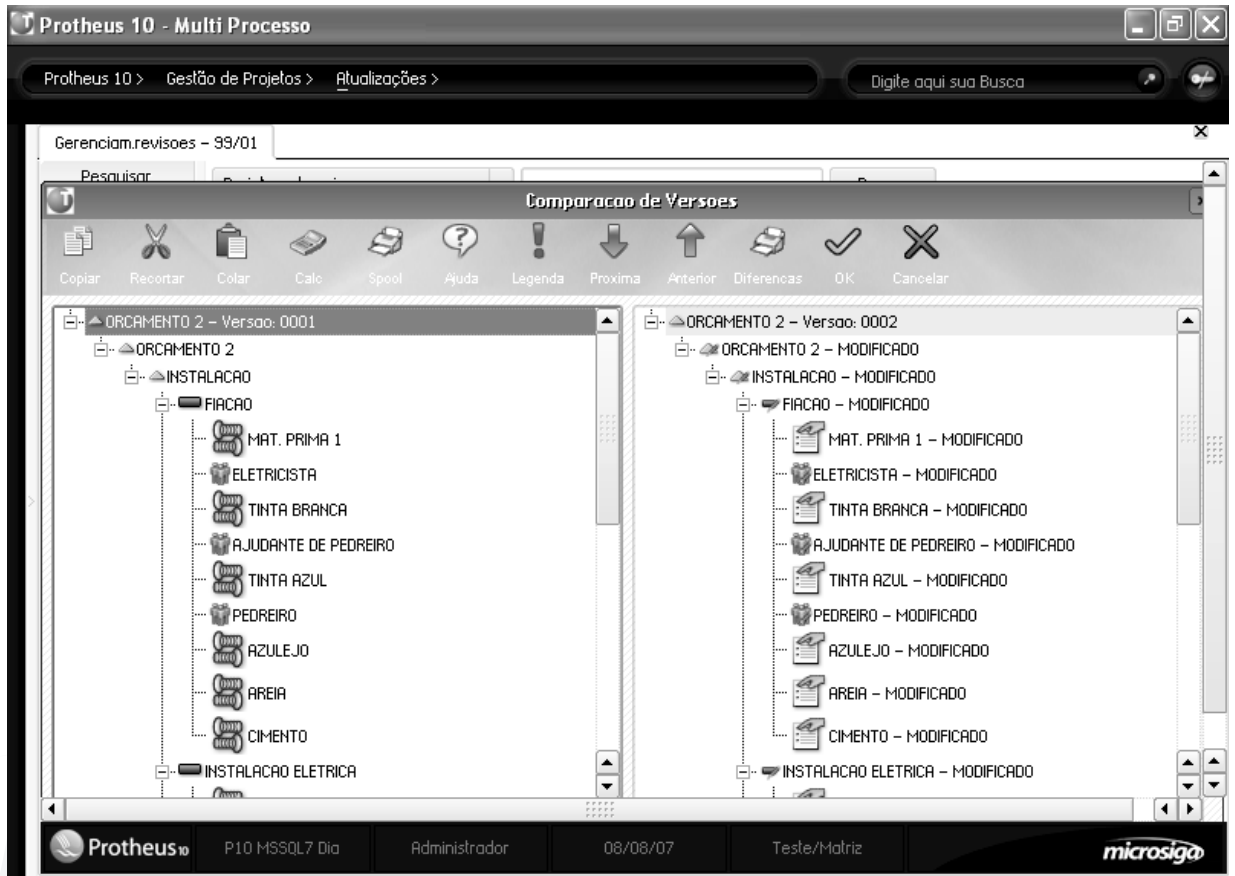 Protheus 10 - Multi Processo
Protheus 10 > Gestão de Projetos > Atualizações >
Digite aqui sua Busca
Gerenciam.revisoes - 99/01
Pesquisar
Comparacao de Versoes
Copiar Recortar Colar Calc Spool Ajuda Legenda Proxima Anterior Diferencas OK Cancelar
ORCAMENTO 2 - Versao: 0001
ORCAMENTO 2
INSTALACAO
FIACAO
MAT. PRIMA 1
ELETRICISTA
TINTA BRANCA
AJUDANTE DE PEDREIRO
TINTA AZUL
PEDREIRO
AZULEJO
AREIA
CIMENTO
INSTALACAO ELETRICA
ORCAMENTO 2 - Versao: 0002
ORCAMENTO 2 - MODIFICADO
INSTALACAO - MODIFICADO
FIACAO - MODIFICADO
MAT. PRIMA 1 - MODIFICADO
ELETRICISTA - MODIFICADO
TINTA BRANCA - MODIFICADO
AJUDANTE DE PEDREIRO - MODIFICADO
TINTA AZUL - MODIFICADO
PEDREIRO - MODIFICADO
AZULEJO - MODIFICADO
AREIA - MODIFICADO
CIMENTO - MODIFICADO
INSTALACAO ELETRICA - MODIFICADO
Protheus 10 P10 MSSQL7 Dia Administrador 08/08/07 Teste/Matriz microsiga